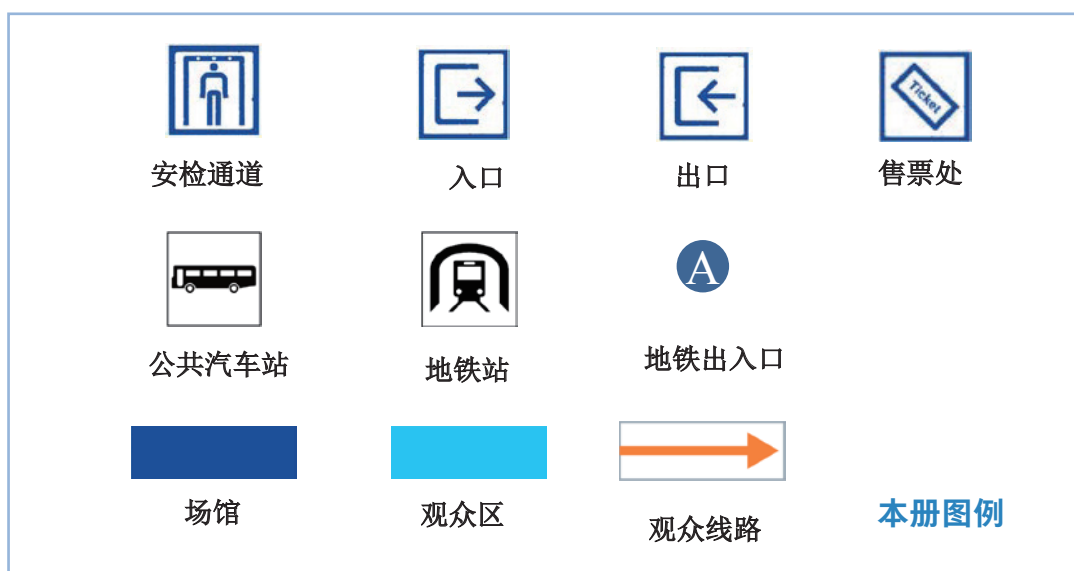 Ticket
安检通道
入口
出口
售票处
A
公共汽车站
地铁站
地铁出入口
场馆
观众区
观众线路
本册图例